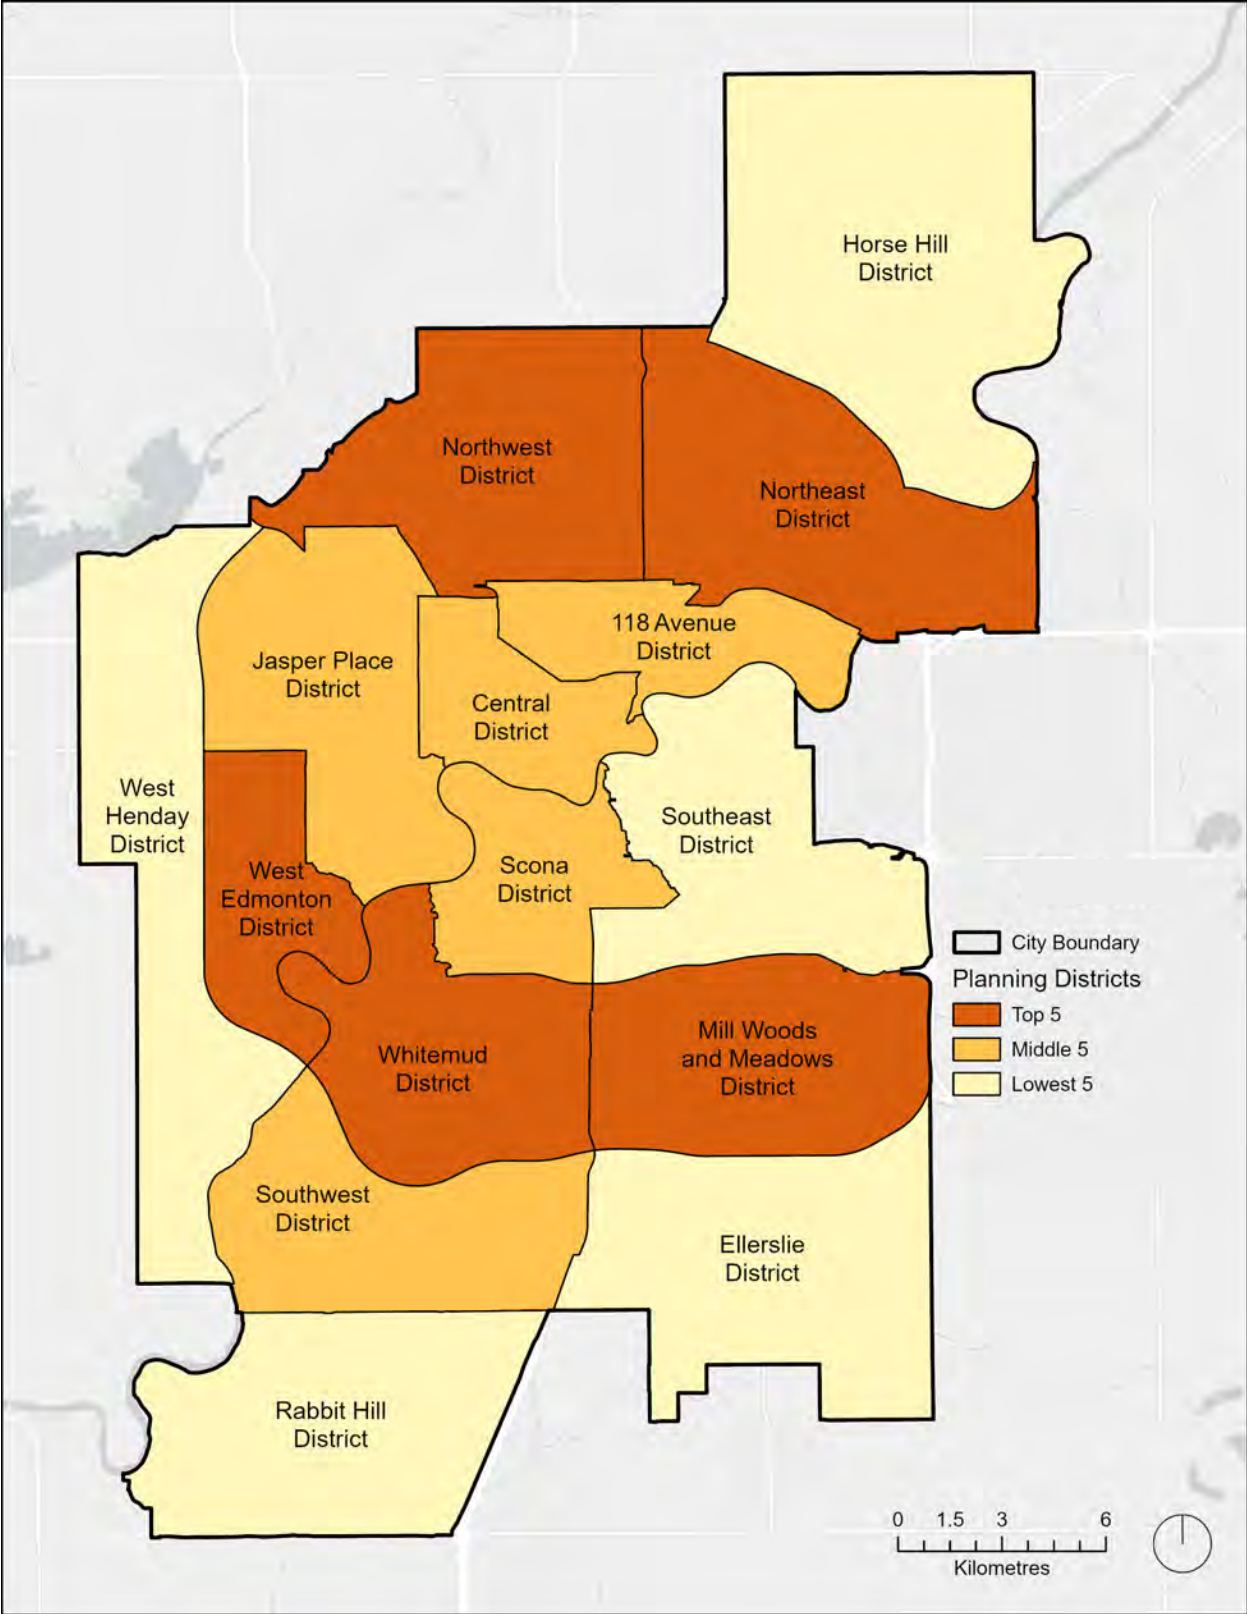 Horse Hill
District
Northwest
District
Northeast
District
118 Avenue
District
Jasper Place
District
Central
District
West
Henday
District
Southeast
District
West
Edmonton
District
Scona
District
City Boundary
Planning Districts
Top 5
Middle 5
Lowest 5
Whitemud
District
Mill Woods
and Meadows
District
Southwest
District
Ellerslie
District
Rabbit Hill
District
0 1.5 3 6
Kilometres